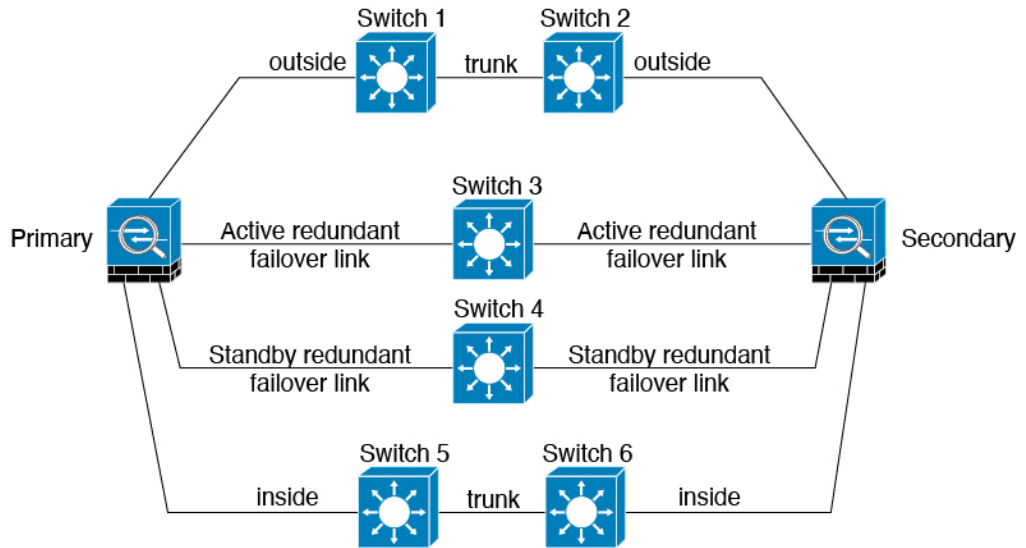 Switch 1
Switch 2
outside
trunk
outside
Switch 3
Primary
Active redundant
failover link
Active redundant
failover link
Secondary
Switch 4
Standby redundant
failover link
Standby redundant
failover link
Switch 5
Switch 6
inside
trunk
inside